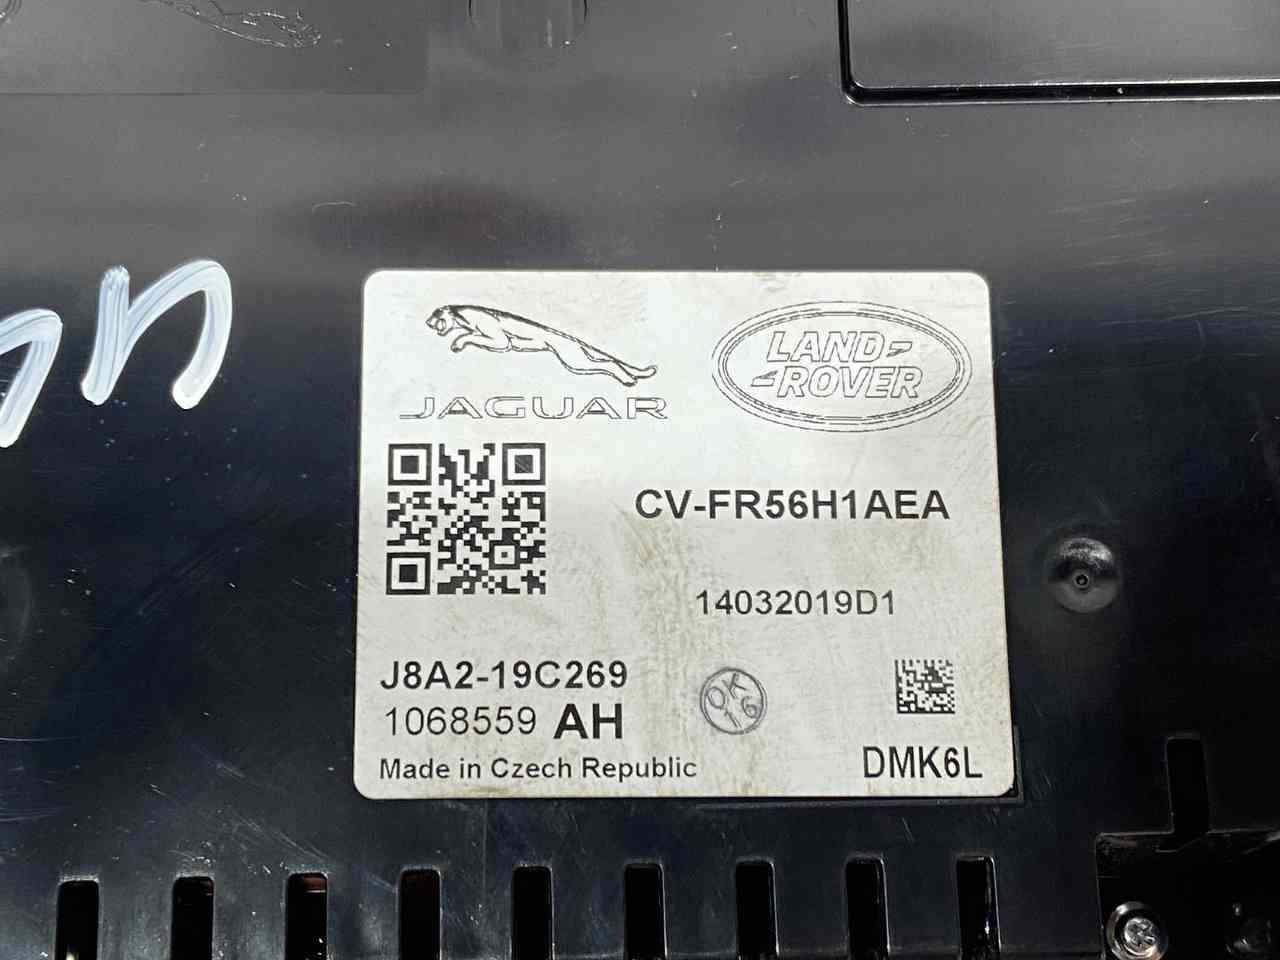 JAGUAR
LAND-
-ROVER
CV-FR56H1AEA
14032019D1
J8A2-19C269
OK
16
1068559 AH
Made in Czech Republic
DMK6L